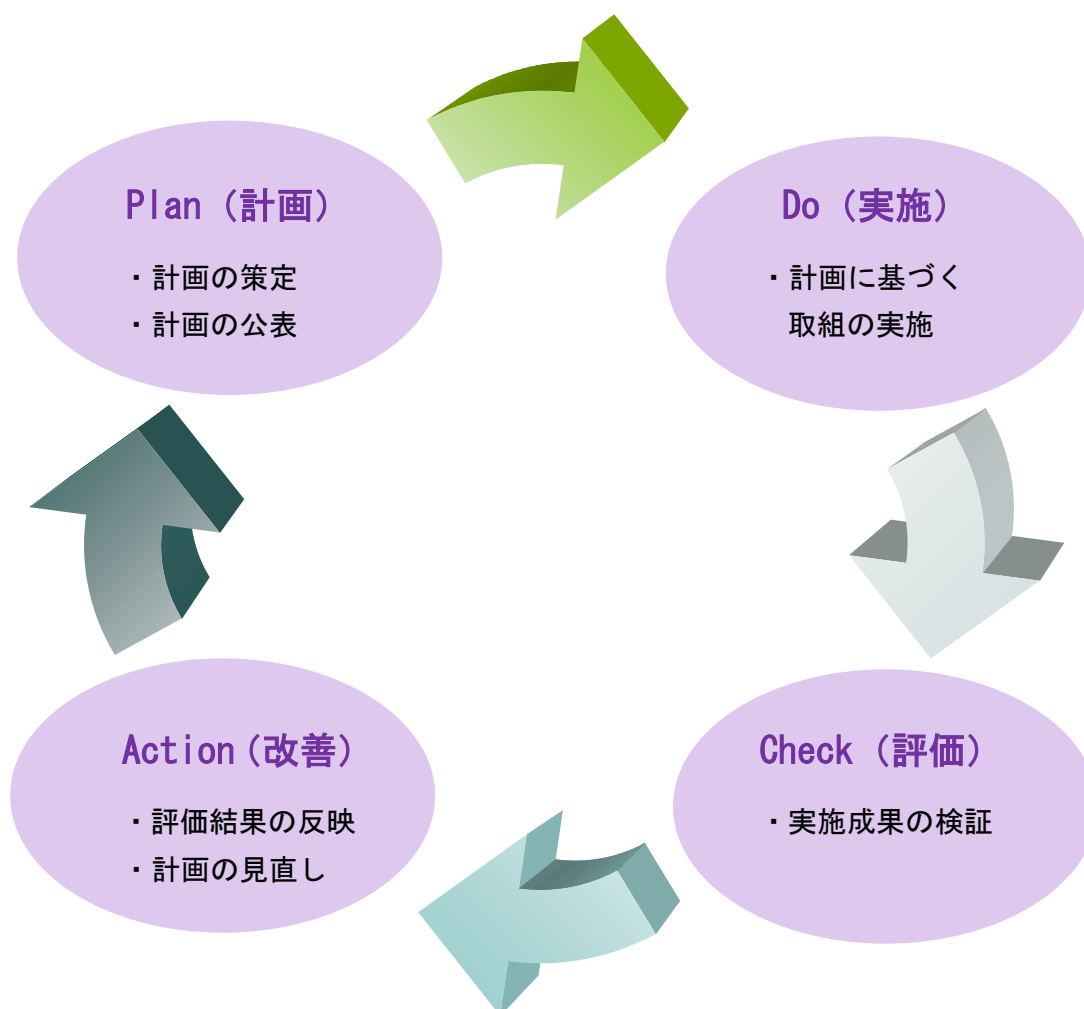 Plan（計画）
・計画の策定
・計画の公表
Do（実施）
・計画に基づく
取組の実施
Action（改善）
・評価結果の反映
・計画の見直し
Check（評価）
・実施成果の検証